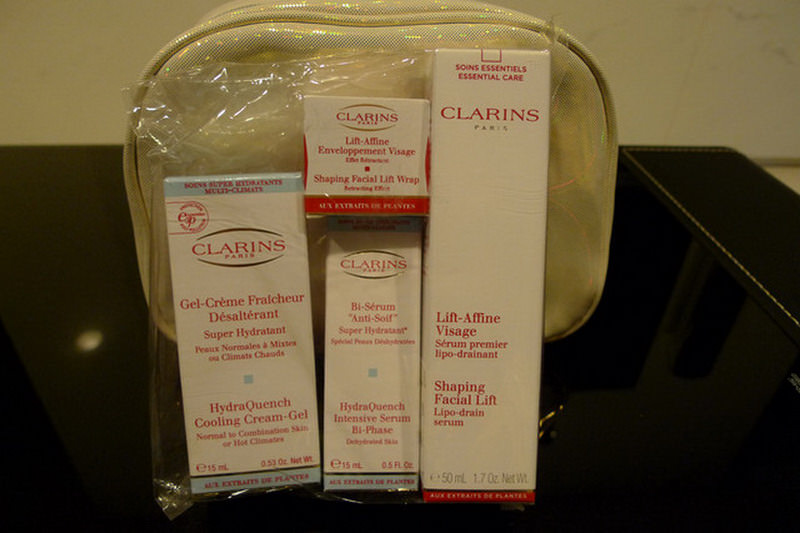 SOINS SUPER HYDRATANTS
MULTI-CLIMATS
CLARINS
PARIS
Gel-Crème Fraîcheur
Désaltérant
Super Hydratant
Peaux Normales à Mixtes
ou Climats Chauds
HydraQuench
Cooling Cream-Gel
Normal to Combination Skin
or Hot Climates
℮15 mL 0.53 Oz. Net Wt.
AUX EXTRAITS DE PLANTES
CLARINS
PARIS
Lift-Affine
Enveloppement Visage
Effet Rétractant
Shaping Facial Lift Wrap
Retracting Effect
AUX EXTRAITS DE PLANTES
CLARINS
PARIS
Bi-Sérum
"Anti-Soif"
Super Hydratant*
Spécial Peaux Déshydratées
HydraQuench
Intensive Serum
Bi-Phase
Dehydrated Skin
℮15 mL 0.5 Fl. Oz.
AUX EXTRAITS DE PLANTES
SOINS ESSENTIELS
ESSENTIAL CARE
CLARINS
PARIS
Lift-Affine
Visage
Sérum premier
lipo-drainant
Shaping
Facial Lift
Lipo-drain
serum
℮ 50 mL 1.7 Oz. Net Wt.
AUX EXTRAITS DE PLANTES